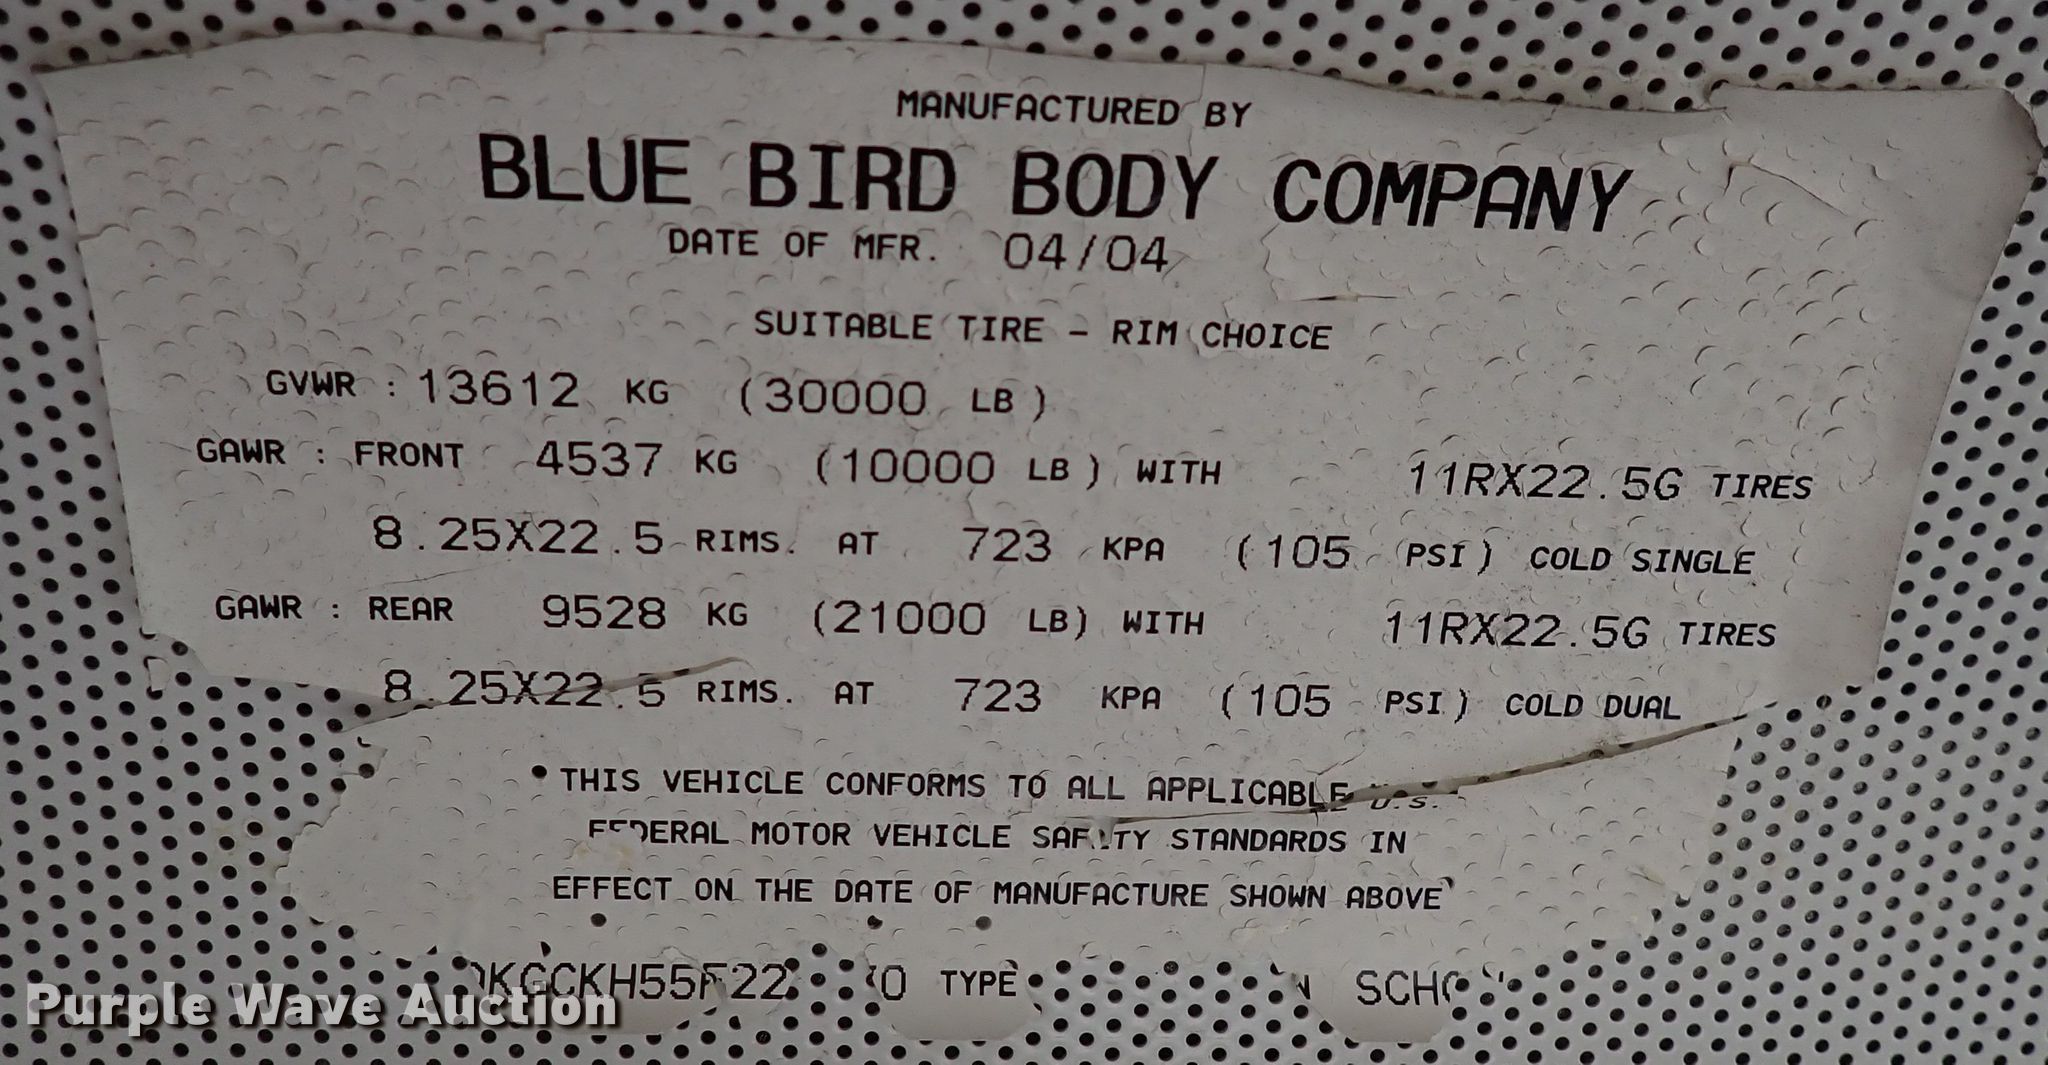 MANUFACTURED BY
BLUE BIRD BODY COMPANY
DATE OF MFR. 04/04
SUITABLE TIRE - RIM CHOICE
GVWR : 13612 KG (30000 LB)
GAWR : FRONT 4537 KG (10000 LB) WITH 11RX22.5G TIRES
8.25X22.5 RIMS. AT 723 KPA (105 PSI) COLD SINGLE
GAWR : REAR 9528 KG (21000 LB) WITH 11RX22.5G TIRES
8.25X22.5 RIMS. AT 723 KPA (105 PSI) COLD DUAL
•THIS VEHICLE CONFORMS TO ALL APPLICABLE U.S.
FEDERAL MOTOR VEHICLE SAFETY STANDARDS IN
EFFECT ON THE DATE OF MANUFACTURE SHOWN ABOVE
TYPE
Purple Wave Auction